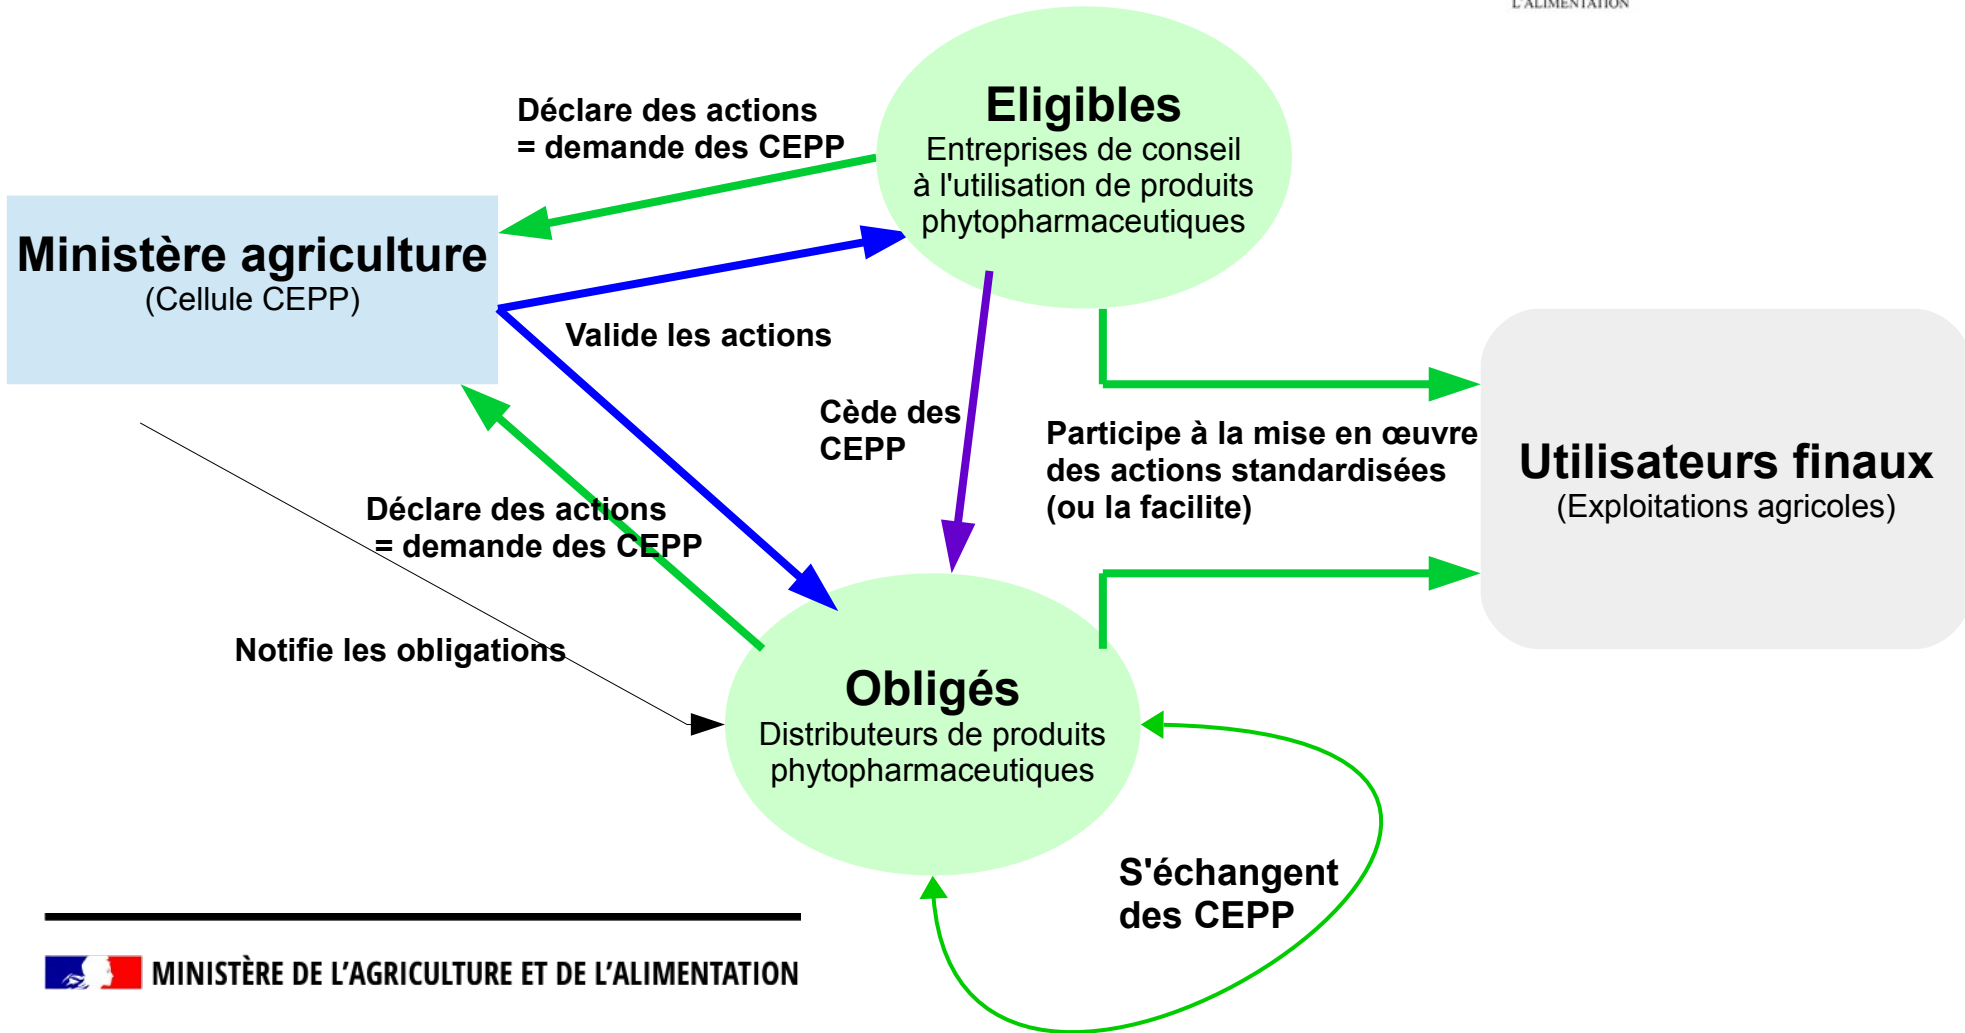 L'ALIMENTATION
Déclare des actions
= demande des CEPP
Eligibles
Entreprises de conseil
à l'utilisation de produits
phytopharmaceutiques
Ministère agriculture
(Cellule CEPP)
Valide les actions
Cède des
CEPP
Participe à la mise en œuvre
des actions standardisées
(ou la facilite)
Utilisateurs finaux
(Exploitations agricoles)
Déclare des actions
= demande des CEPP
Notifie les obligations
Obligés
Distributeurs de produits
phytopharmaceutiques
S'échangent
des CEPP
MINISTÈRE DE L'AGRICULTURE ET DE L'ALIMENTATION